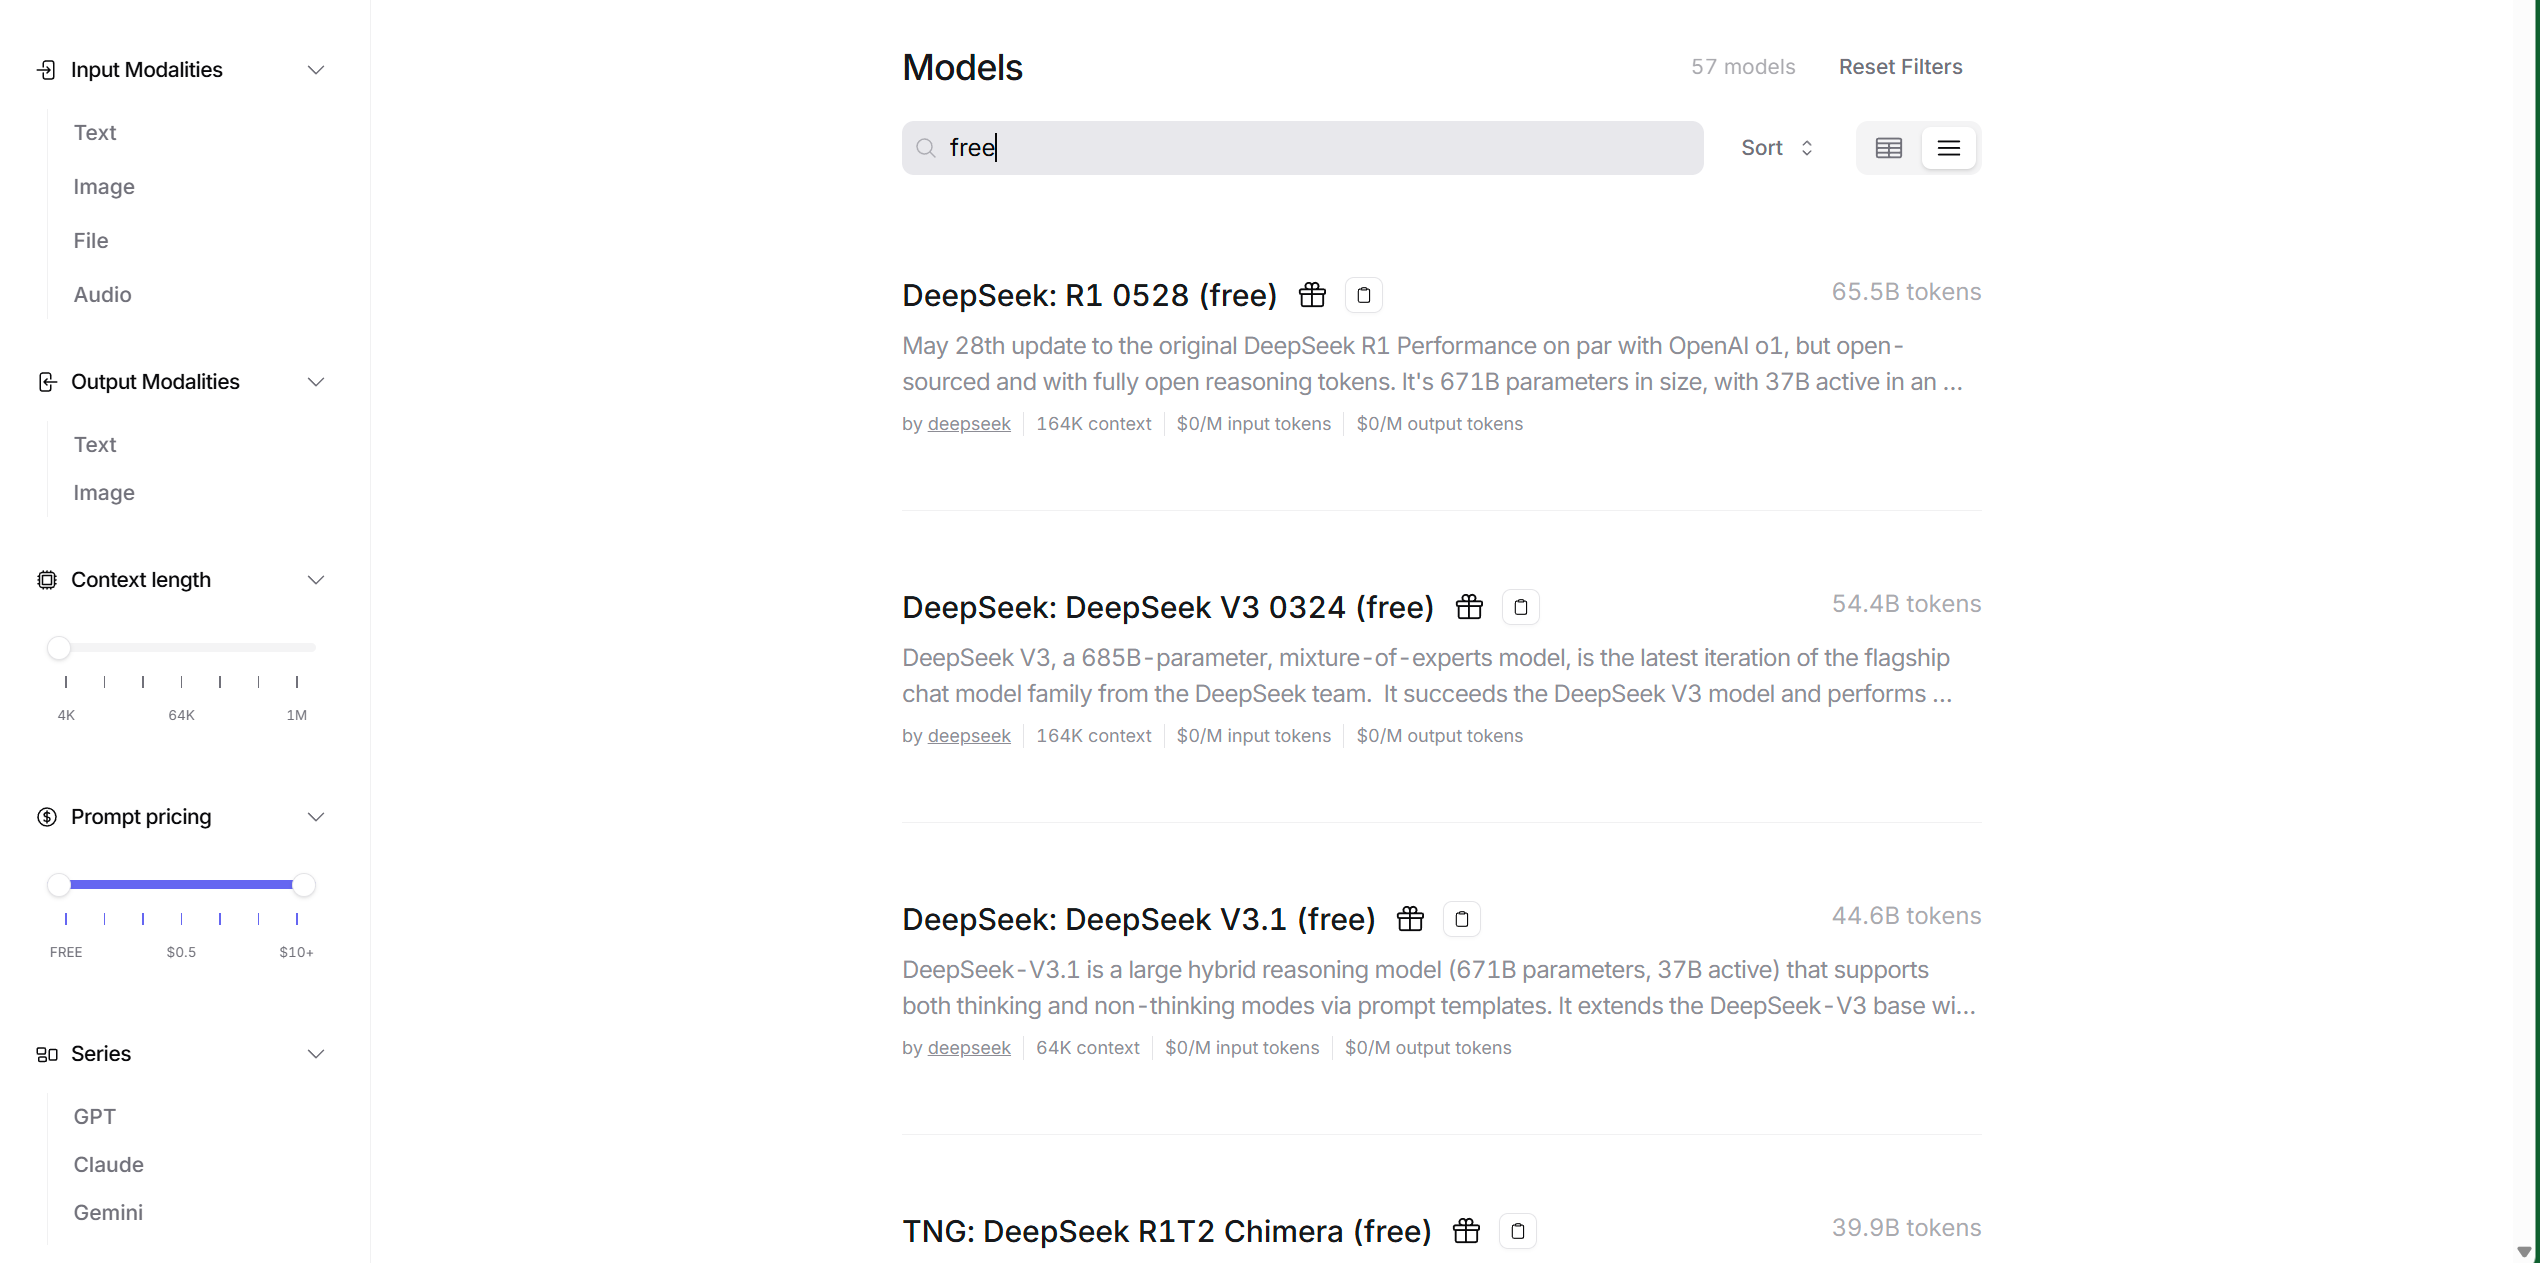 Input Modalities
Text
Image
File
Audio
Output Modalities
Text
Image
Context length
4K 64K 1M
Prompt pricing
FREE $0.5 $10+
Series
GPT
Claude
Gemini
Models
57 models Reset Filters
free
Sort
DeepSeek: R1 0528 (free)
65.5B tokens
May 28th update to the original DeepSeek R1 Performance on par with OpenAI o1, but open-
sourced and with fully open reasoning tokens. It's 671B parameters in size, with 37B active in an ...
by deepseek 164K context $0/M input tokens $0/M output tokens
DeepSeek: DeepSeek V3 0324 (free)
54.4B tokens
DeepSeek V3, a 685B-parameter, mixture-of-experts model, is the latest iteration of the flagship
chat model family from the DeepSeek team.  It succeeds the DeepSeek V3 model and performs ...
by deepseek 164K context $0/M input tokens $0/M output tokens
DeepSeek: DeepSeek V3.1 (free)
44.6B tokens
DeepSeek-V3.1 is a large hybrid reasoning model (671B parameters, 37B active) that supports
both thinking and non-thinking modes via prompt templates. It extends the DeepSeek-V3 base wi...
by deepseek 64K context $0/M input tokens $0/M output tokens
TNG: DeepSeek R1T2 Chimera (free)
39.9B tokens